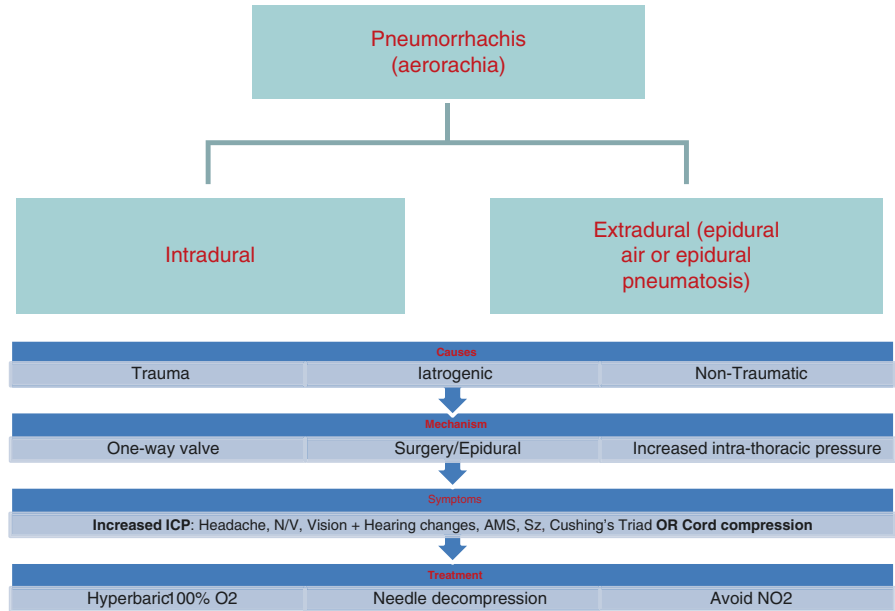 Pneumorrhachis
(aerorachia)
Intradural
Extradural (epidural
air or epidural
pneumatosis)
Causes
Trauma Iatrogenic Non-Traumatic
Mechanism
One-way valve Surgery/Epidural Increased intra-thoracic pressure
Symptoms
Increased ICP: Headache, N/V, Vision + Hearing changes, AMS, Sz, Cushing's Triad OR Cord compression
Treatment
Hyperbaric100% O2 Needle decompression Avoid NO2